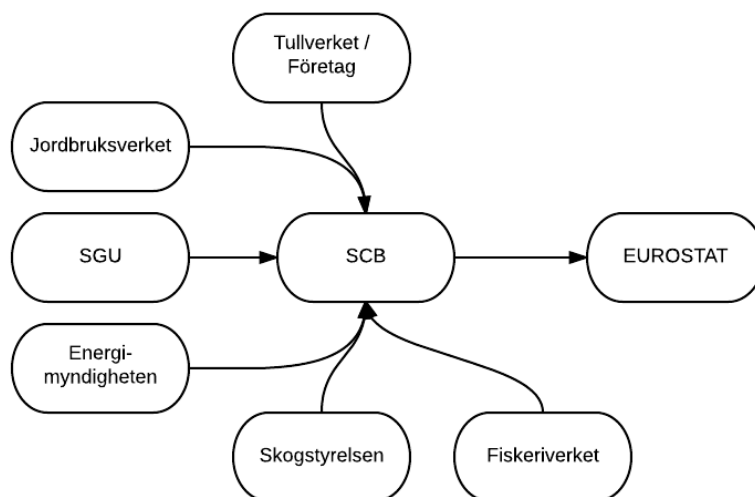 Tullverket /
Företag
Jordbruksverket
SGU
SCB
EUROSTAT
Energi-
myndigheten
Skogstyrelsen
Fiskeriverket